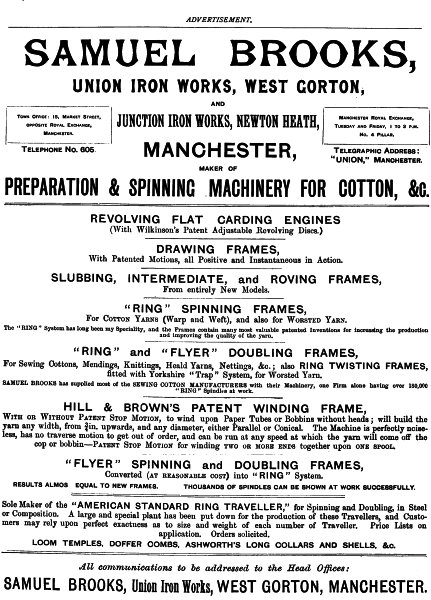 ADVERTISEMENT.
SAMUEL BROOKS,
UNION IRON WORKS, WEST GORTON,
AND
TOWN OFFICE: 15, MARKET STREET,
OPPOSITE ROYAL EXCHANGE,
MANCHESTER.
TELEPHONE No. 605.
JUNCTION IRON WORKS, NEWTON HEATH,
MANCHESTER ROYAL EXCHANGE,
TUESDAY AND FRIDAY, 1 TO 2 P.M.
No. 4 PILLAR.
TELEGRAPHIC ADDRESS:
"UNION," MANCHESTER.
MANCHESTER,
MAKER OF
PREPARATION & SPINNING MACHINERY FOR COTTON, &C.
REVOLVING FLAT CARDING ENGINES
(With Wilkinson's Patent Adjustable Revolving Discs.)
DRAWING FRAMES,
With Patented Motions, all Positive and Instantaneous in Action.
SLUBBING, INTERMEDIATE, and ROVING FRAMES,
From entirely New Models.
"RING" SPINNING FRAMES,
For COTTON YARNS (Warp and Weft), and also for WORSTED YARN.
The "RING" System has long been my Speciality, and the Frames contain many most valuable patented Inventions for increasing the production
and improving the quality of the yarn.
"RING" and "FLYER" DOUBLING FRAMES,
For Sewing Cottons, Mendings, Knittings, Heald Yarns, Nettings, &c.; also RING TWISTING FRAMES,
fitted with Yorkshire "Trap" System, for Worsted Yarn.
SAMUEL BROOKS has supplied most of the SEWING COTTON MANUFACTURERS with their Machinery, one Firm alone having over 150,000
"RING" Spindles at work.
HILL & BROWN'S PATENT WINDING FRAME,
WITH OR WITHOUT PATENT STOP MOTION, to wind upon Paper Tubes or Bobbins without heads; will build the
yarn any width, from ¾in. upwards, and any diameter, either Parallel or Conical. The Machine is perfectly noise-
less, has no traverse motion to get out of order, and can be run at any speed at which the yarn will come off the
cop or bobbin—PATENT STOP MOTION for winding TWO OR MORE ENDS together upon ONE SPOOL.
"FLYER" SPINNING and DOUBLING FRAMES,
Converted (AT REASONABLE COST) into "RING" System.
RESULTS ALMOS EQUAL TO NEW FRAMES. THOUSANDS OF SPINDLES CAN BE SHOWN AT WORK SUCCESSFULLY.
Sole Maker of the "AMERICAN STANDARD RING TRAVELLER," for Spinning and Doubling, in Steel
or Composition. A large and special plant has been put down for the production of these Travellers, and Custo-
mers may rely upon perfect exactness as to size and weight of each number of Traveller. Price Lists on
application. Orders solicited.
LOOM TEMPLES, DOFFER COMBS, ASHWORTH'S LONG COLLARS AND SHELLS, &c.
All communications to be addressed to the Head Offices:
SAMUEL BROOKS, Union Iron Works, WEST GORTON, MANCHESTER.